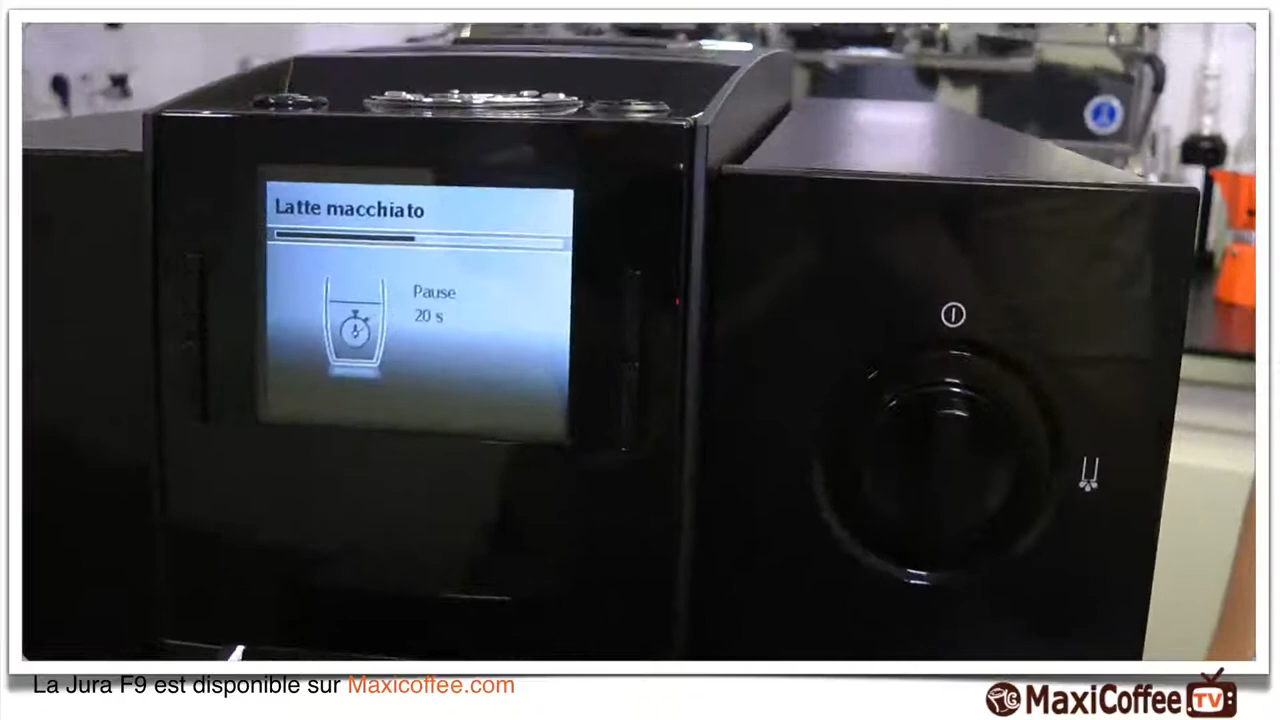 Latte macchiato
Pause
20 s
La Jura F9 est disponible sur Maxicoffee.com
MaxiCoffee TV